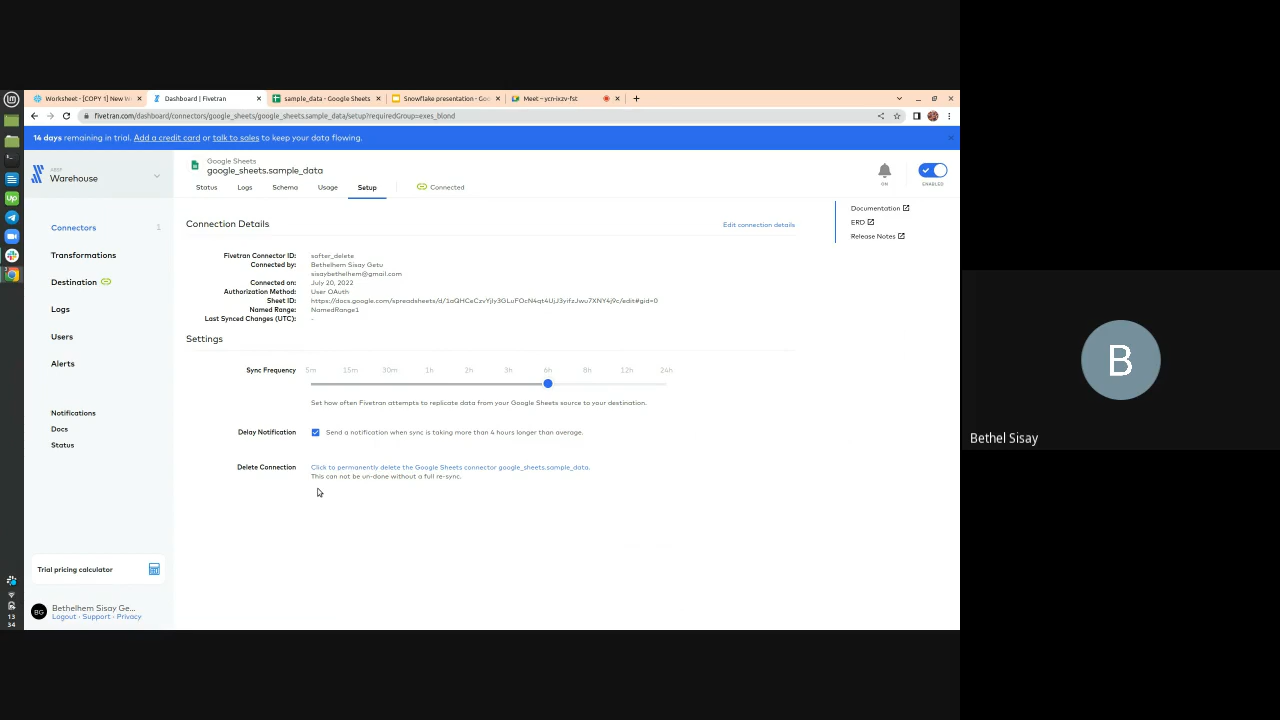 Worksheet - [COPY 1] New W
Dashboard | Fivetran
sample_data - Google Sheets
Snowflake presentation - Goo
Meet – ycn-ixzv-fst
fivetran.com/dashboard/connectors/google_sheets/google_sheets.sample_data/setup?requiredGroup=exes_blond
14 days remaining in trial. Add a credit card or talk to sales to keep your data flowing.
Warehouse
Google Sheets
google_sheets.sample_data
Status
Logs
Schema
Usage
Setup
Connected
ON
ENABLED
Connectors
1
Transformations
Destination
Logs
Users
Alerts
Notifications
Docs
Status
Trial pricing calculator
BG
Bethelhem Sisay Ge...
Logout - Support - Privacy
Connection Details
Edit connection details
Fivetran Connector ID: softer_delete
Connected by: Bethelhem Sisay Getu
sisaybethelhem@gmail.com
Connected on: July 20, 2022
Authorization Method: User OAuth
Sheet ID:
Named Range: NamedRange1
Last Synced Changes (UTC): -
Settings
Sync Frequency
5m 15m 30m 1h 2h 3h 6h 8h 12h 24h
Set how often Fivetran attempts to replicate data from your Google Sheets source to your destination.
Delay Notification
Send a notification when sync is taking more than 4 hours longer than average.
Delete Connection
Click to permanently delete the Google Sheets connector google_sheets.sample_data.
This can not be un-done without a full re-sync.
Documentation
ERD
Release Notes
13
34
B
Bethel Sisay